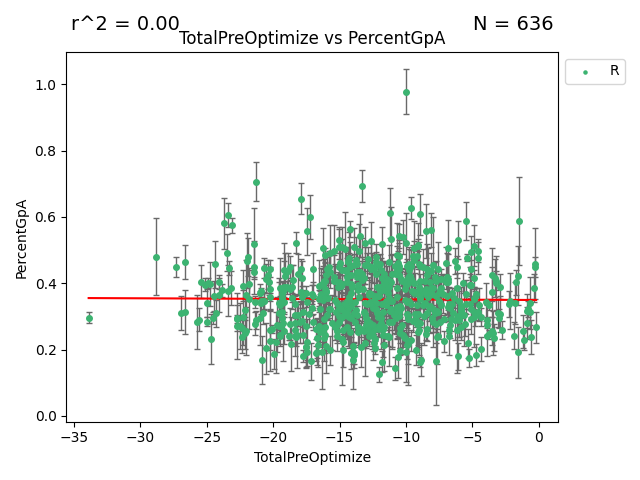 r^2 = 0.00
N = 636
TotalPreOptimize vs PercentGpA
R
1.0
0.8
0.6
0.4
0.2
0.0
PercentGpA
−35 −30 −25 −20 −15 −10 −5 0
TotalPreOptimize